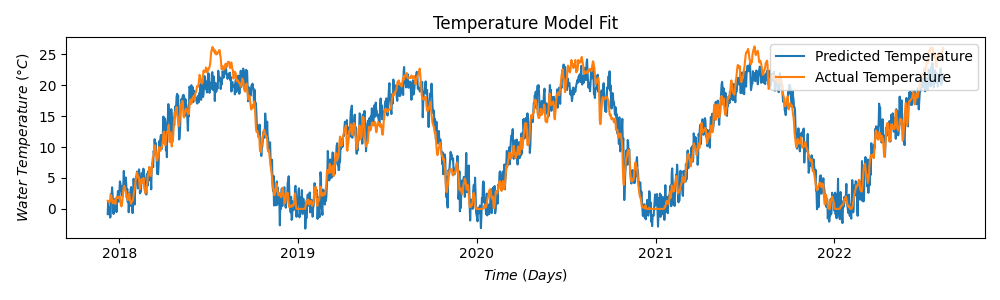 Temperature Model Fit
Water Temperature (°C)
25
20
15
10
5
0
Predicted Temperature
Actual Temperature
2018
2019
2020
2021
2022
Time (Days)